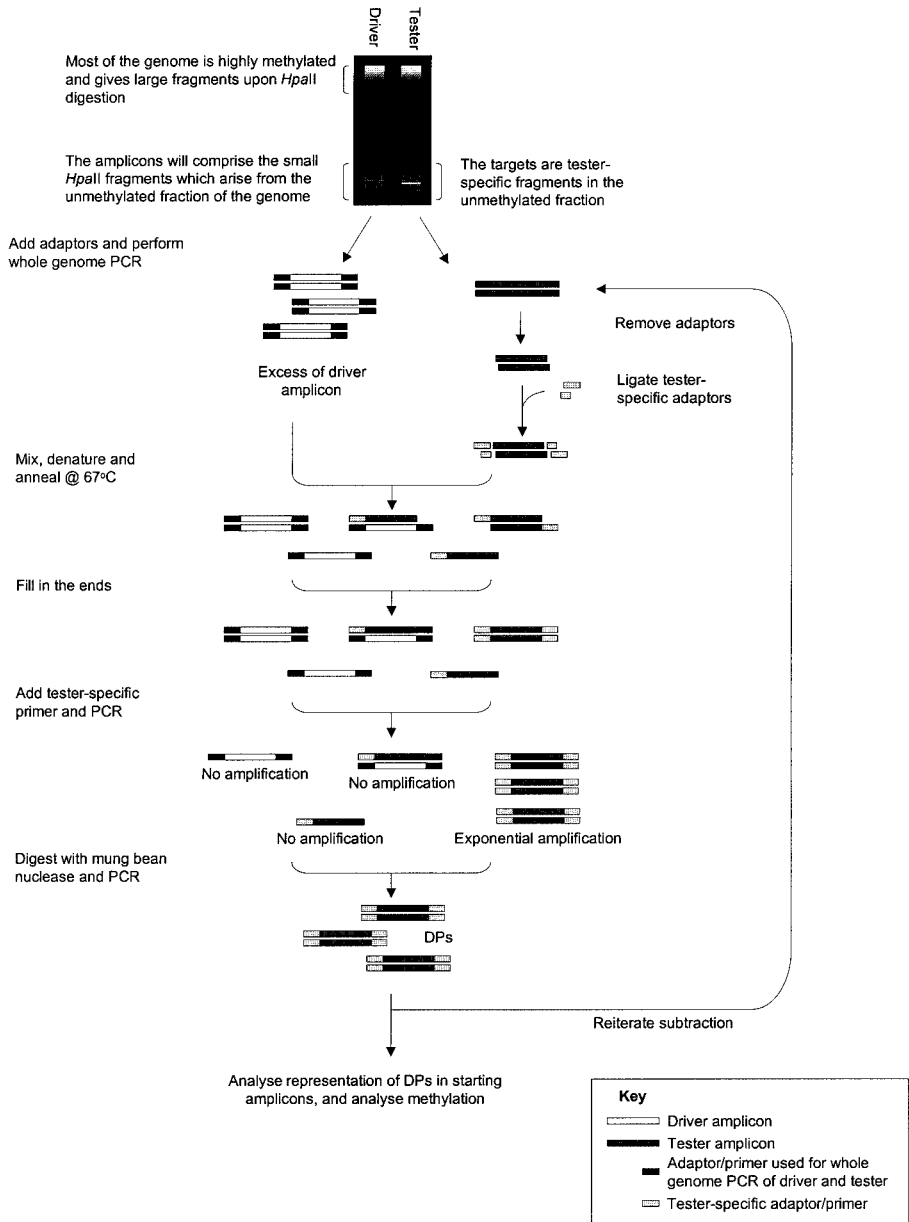 Driver
Tester
Most of the genome is highly methylated
and gives large fragments upon HpaII
digestion
The amplicons will comprise the small
HpaII fragments which arise from the
unmethylated fraction of the genome
The targets are tester-
specific fragments in the
unmethylated fraction
Add adaptors and perform
whole genome PCR
Remove adaptors
Excess of driver
amplicon
Ligate tester-
specific adaptors
Mix, denature and
anneal @ 67°C
Fill in the ends
Add tester-specific
primer and PCR
No amplification
No amplification
No amplification
Exponential amplification
Digest with mung bean
nuclease and PCR
DPs
Reiterate subtraction
Analyse representation of DPs in starting
amplicons, and analyse methylation
Key
Driver amplicon
Tester amplicon
Adaptor/primer used for whole
genome PCR of driver and tester
Tester-specific adaptor/primer